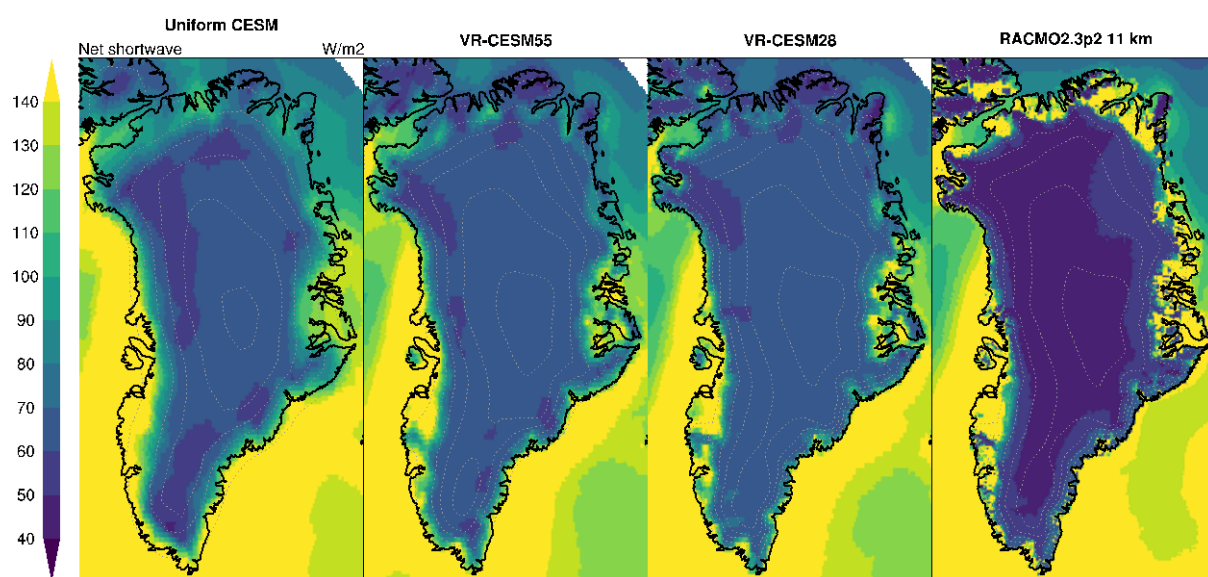 Uniform CESM
VR-CESM55
VR-CESM28
RACMO2.3p2 11 km
Net shortwave
W/m2
140
130
120
110
100
90
80
70
60
50
40